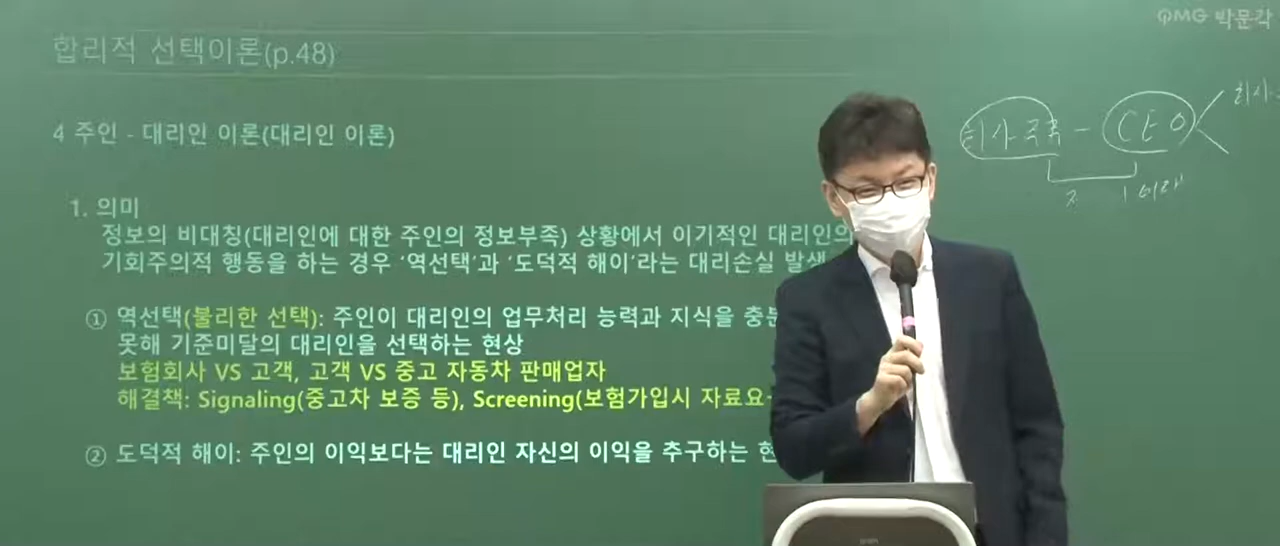 PMG 박문각
합리적 선택이론(p.48)
4 주인 - 대리인 이론(대리인 이론)
1. 의미
정보의 비대칭(대리인에 대한 주인의 정보부족) 상황에서 이기적인 대리인의
기회주의적 행동을 하는 경우 '역선택'과 '도덕적 해이'라는 대리손실 발생
① 역선택(불리한 선택): 주인이 대리인의 업무처리 능력과 지식을 충분
못해 기준미달의 대리인을 선택하는 현상
보험회사 VS 고객, 고객 VS 중고 자동차 판매업자
해결책: Signaling(중고차 보증 등), Screening(보험가입시 자료요
② 도덕적 해이: 주인의 이익보다는 대리인 자신의 이익을 추구하는 현
회사
- CEO